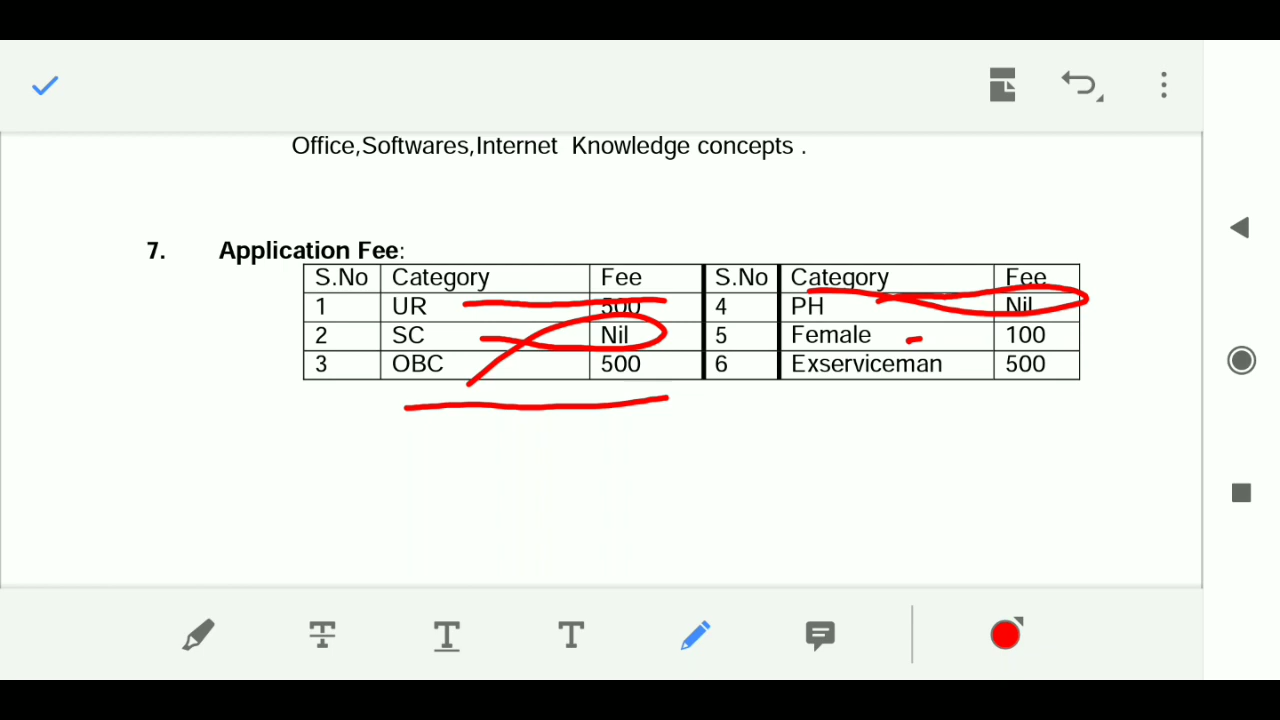 Office,Softwares,Internet Knowledge concepts .
7. Application Fee:
S.No Category Fee S.No Category Fee
1 UR 500 4 PH Nil
2 SC Nil 5 Female 100
3 OBC 500 6 Exserviceman 500